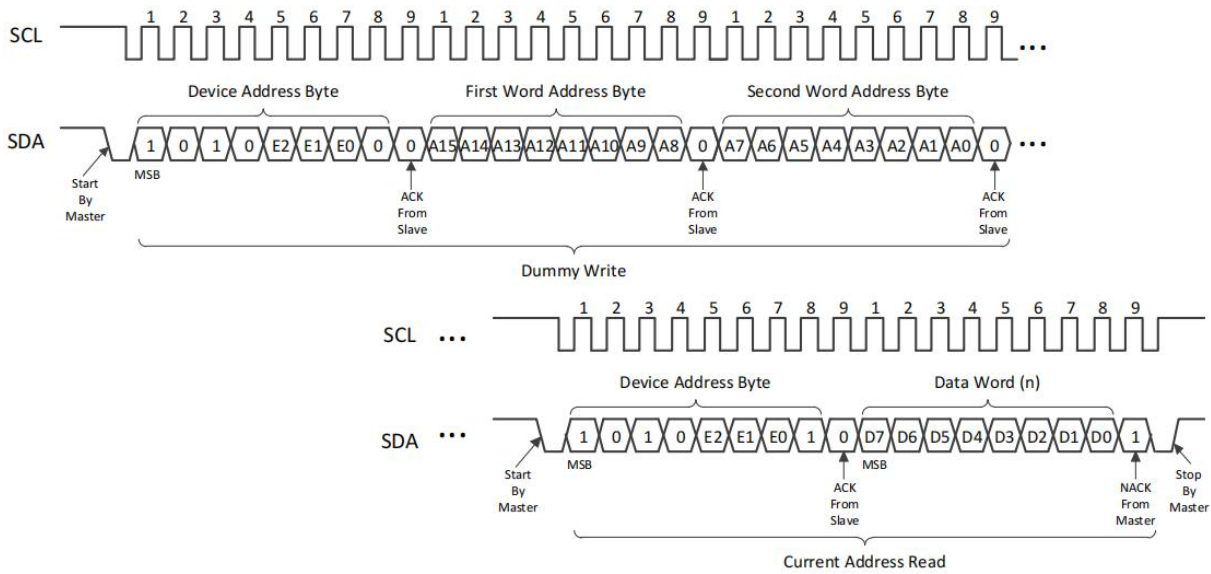 1 2 3 4 5 6 7 8 9 1 2 3 4 5 6 7 8 9 1 2 3 4 5 6 7 8 9
SCL ...
Device Address Byte First Word Address Byte Second Word Address Byte
SDA 1 0 1 0 E2 E1 E0 0 0 A15 A14 A13 A12 A11 A10 A9 A8 0 A7 A6 A5 A4 A3 A2 A1 A0 0 ...
MSB
Start
By
Master
ACK
From
Slave
ACK
From
Slave
ACK
From
Slave
Dummy Write
1 2 3 4 5 6 7 8 9 1 2 3 4 5 6 7 8 9
SCL ...
Device Address Byte Data Word (n)
SDA ... 1 0 1 0 E2 E1 E0 1 0 D7 D6 D5 D4 D3 D2 D1 D0 1
MSB MSB
Start
By
Master
ACK
From
Slave
NACK
From
Master
Stop
By
Master
Current Address Read